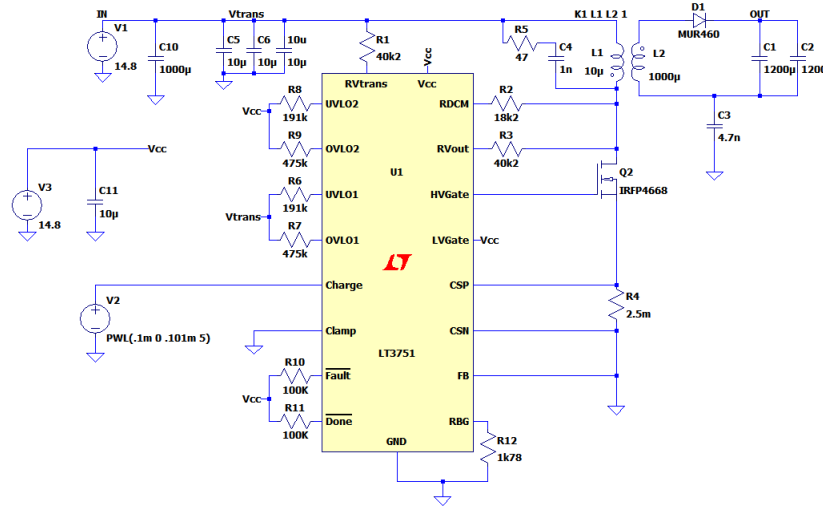 IN
Vtrans
K1 L1 L2 1
D1
MUR460
OUT
V1
14.8
C10
1000µ
C5
10µ
C6
10µ
10u
10µ
R1
40k2
R5
47
C4
1n
L1
10µ
L2
1000µ
C1
1200µ
C2
C3
4.7n
Vcc
RVtrans
Vcc
R8
191k
Vcc
R9
475k
UVLO2
OVLO2
RDCM
R2
18k2
RVout
R3
40k2
V3
14.8
Vcc
C11
10µ
R6
191k
Vtrans
R7
475k
UVLO1
OVLO1
U1
HVGate
LVGate
Vcc
Q2
IRFP4668
V2
PWL(.1m 0 .101m 5)
Charge
Clamp
CSP
CSN
R4
2.5m
LT3751
R10
100K
Vcc
R11
100K
Fault
Done
FB
RBG
R12
1k78
GND